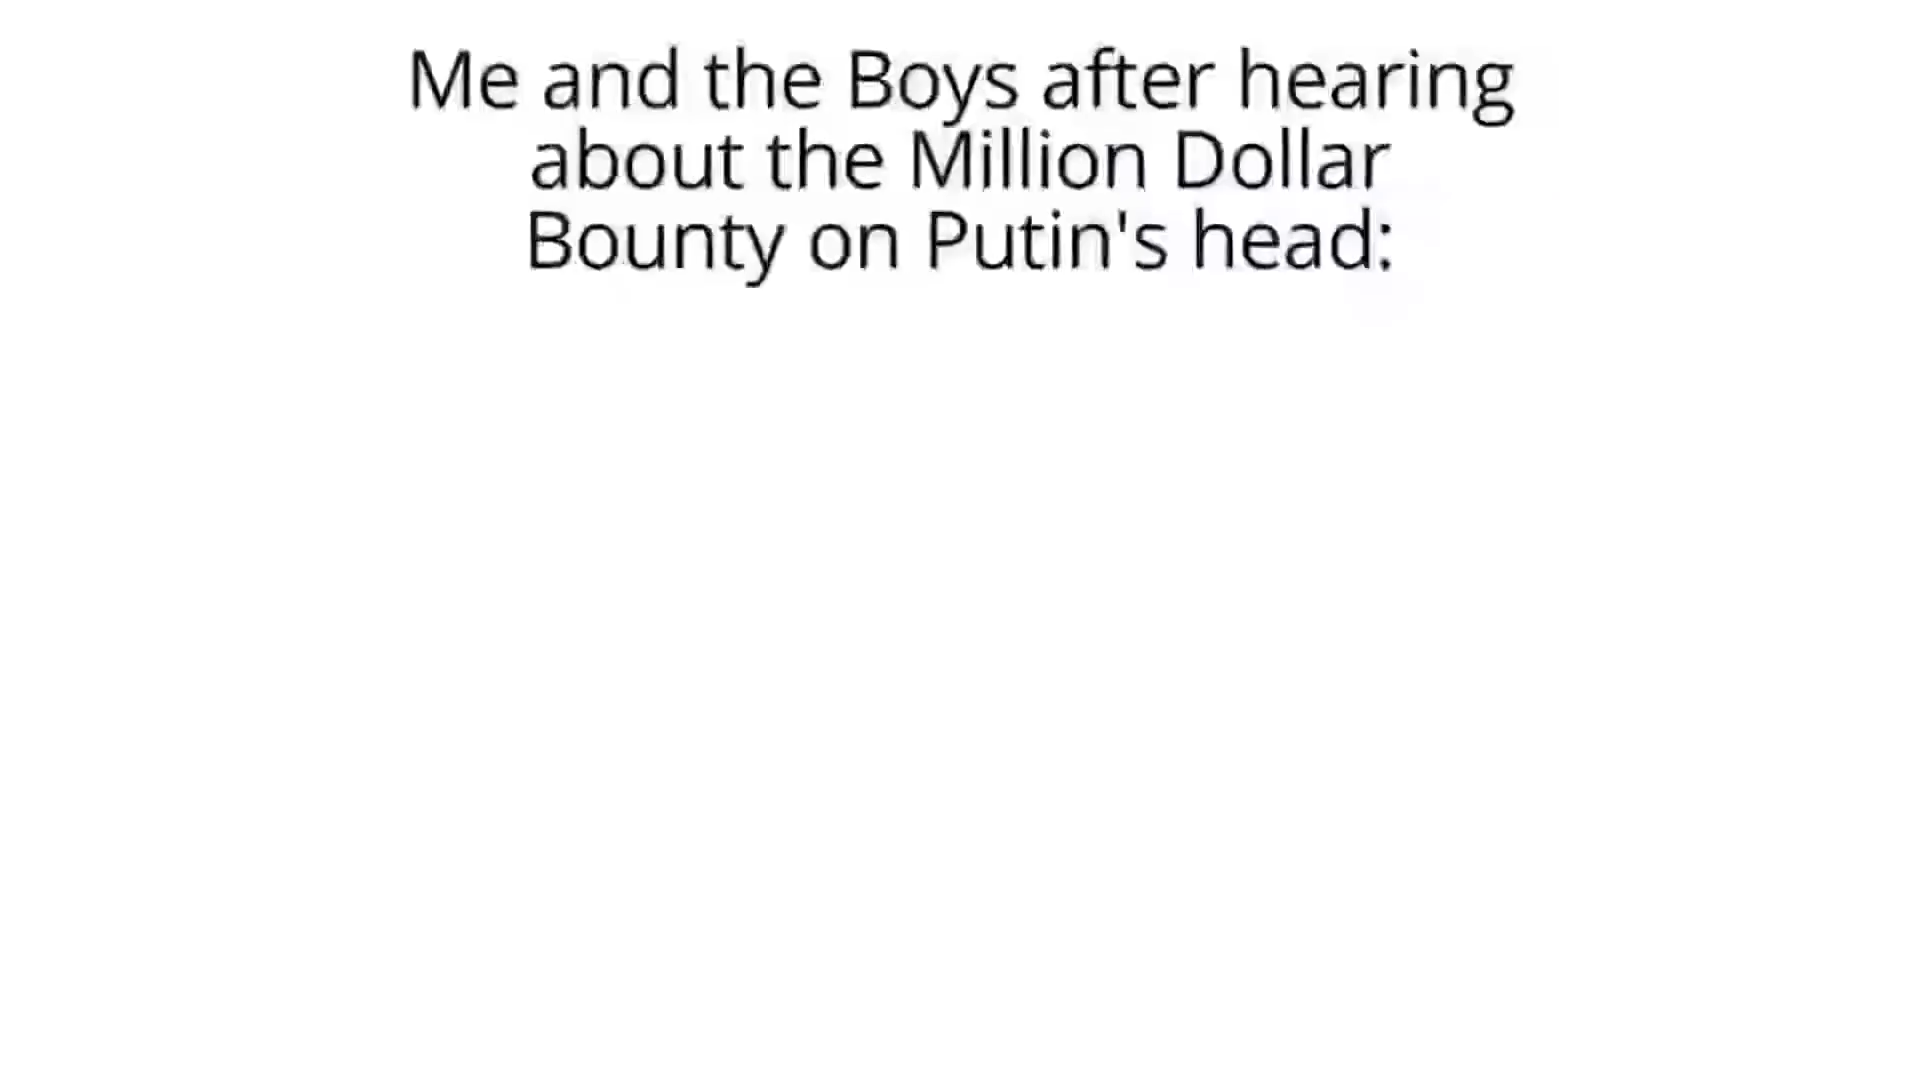 Me and the Boys after hearing
about the Million Dollar
Bounty on Putin's head: